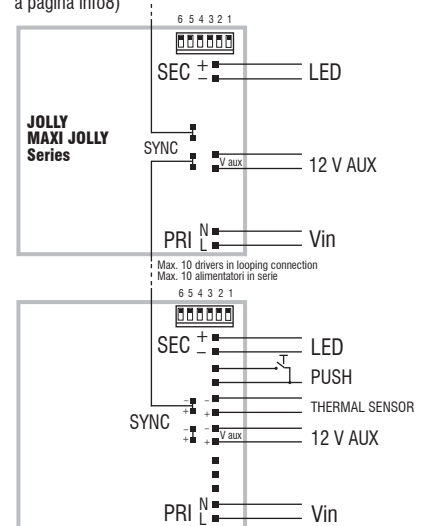 a pagina info8)
6 5 4 3 2 1
SEC + −
LED
JOLLY
MAXI JOLLY
Series
SYNC
V aux
12 V AUX
PRI N L
Vin
Max. 10 drivers in looping connection
Max. 10 alimentatori in serie
6 5 4 3 2 1
SEC + −
LED
PUSH
− −
THERMAL SENSOR
+ +
SYNC
− −
V aux
12 V AUX
+ +
PRI N L
Vin